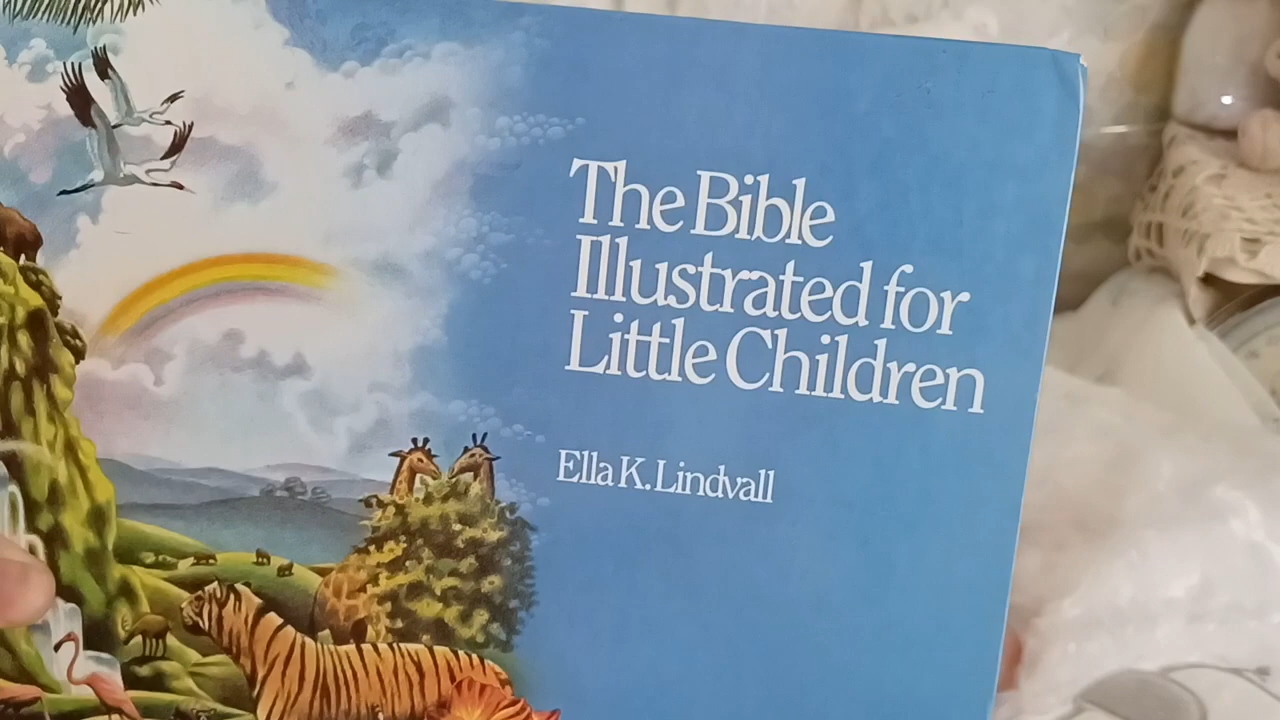 The Bible
Illustrated for
Little Children
Ella K. Lindvall